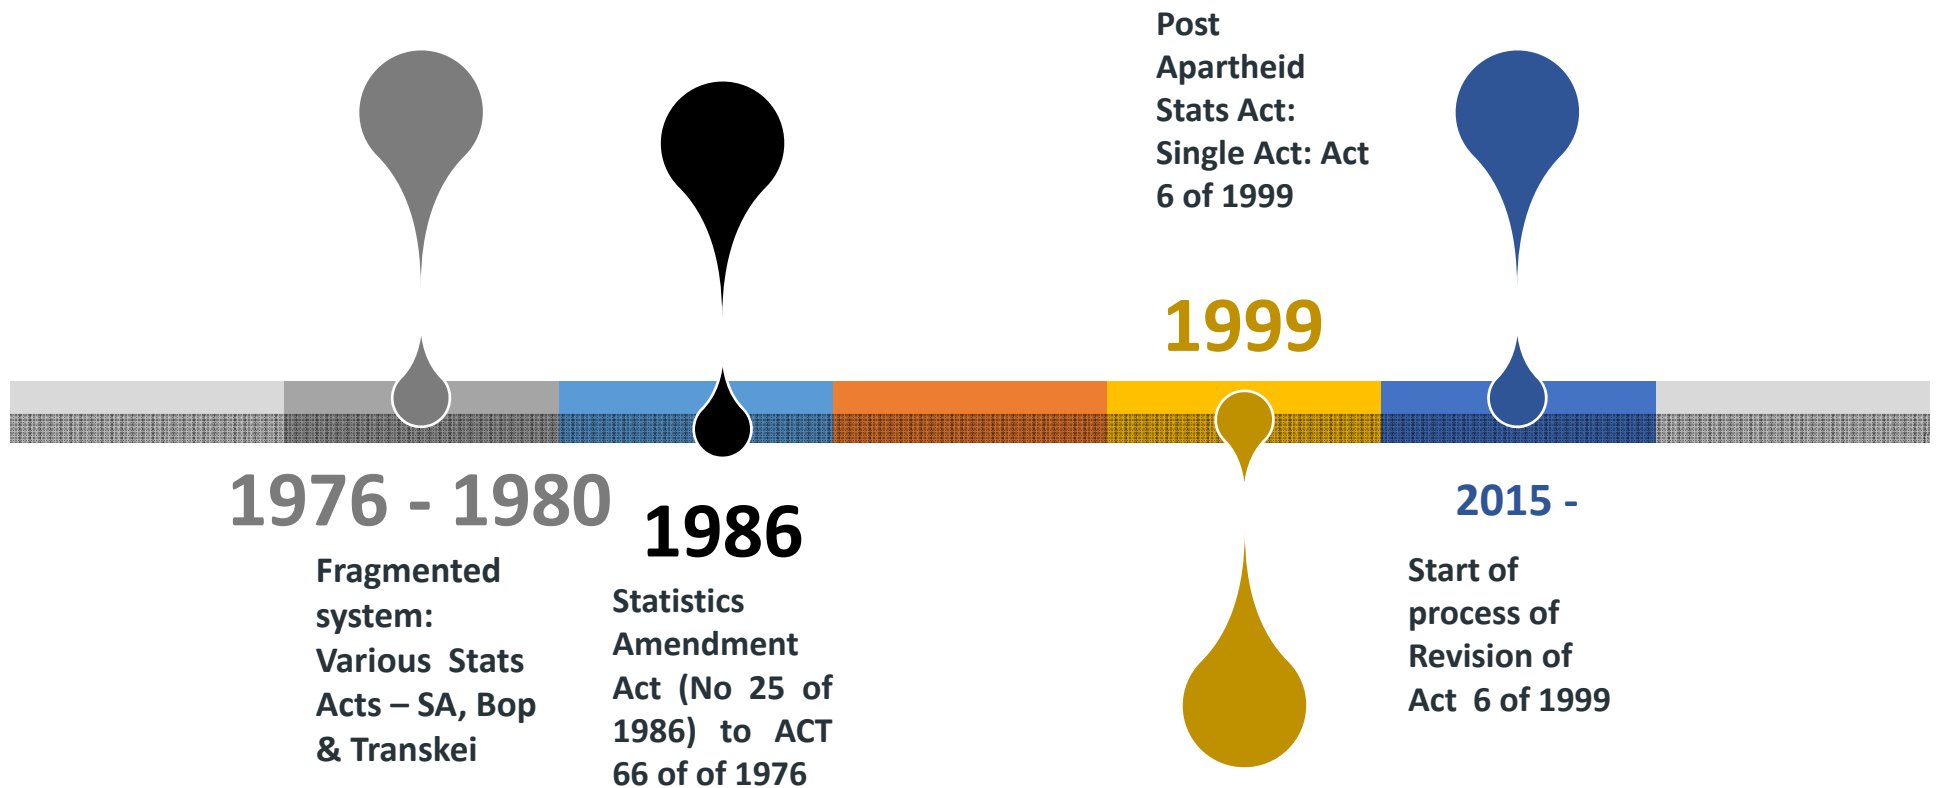 1976 - 1980
Fragmented
system:
Various Stats
Acts – SA, Bop
& Transkei
1986
Statistics
Amendment
Act (No 25 of
1986) to ACT
66 of of 1976
Post
Apartheid
Stats Act:
Single Act: Act
6 of 1999
1999
2015 -
Start of
process of
Revision of
Act 6 of 1999